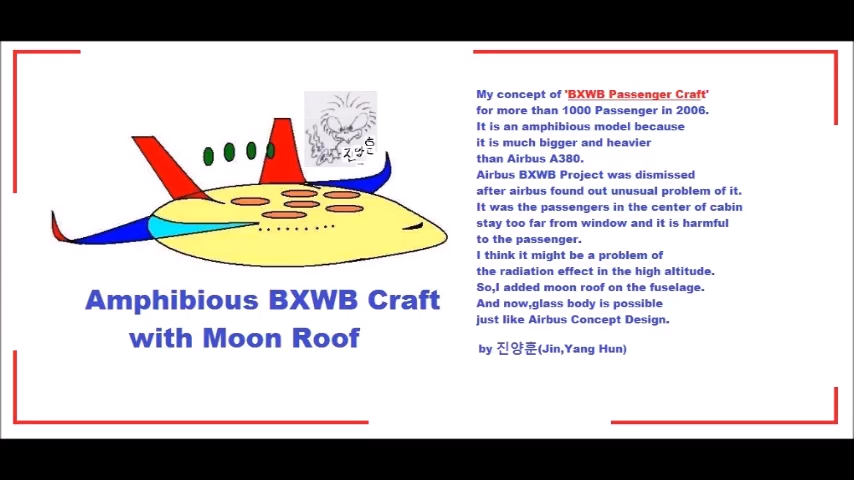 진양훈
Amphibious BXWB Craft
with Moon Roof
My concept of 'BXWB Passenger Craft'
for more than 1000 Passenger in 2006.
It is an amphibious model because
it is much bigger and heavier
than Airbus A380.
Airbus BXWB Project was dismissed
after airbus found out unusual problem of it.
It was the passengers in the center of cabin
stay too far from window and it is harmful
to the passenger.
I think it might be a problem of
the radiation effect in the high altitude.
So,I added moon roof on the fuselage.
And now,glass body is possible
just like Airbus Concept Design.
by 진양훈(Jin,Yang Hun)